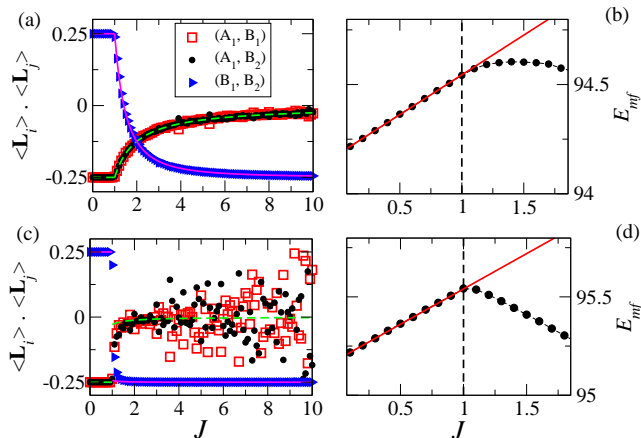 (a)
0.25
0
-0.25
<L_i> . <L_j>
(A_1, B_1)
(A_1, B_2)
(B_1, B_2)
0 2 4 6 8 10
(b)
94.5
94
E_mf
0.5 1 1.5
(c)
0.25
0
-0.25
<L_i> . <L_j>
0 2 4 6 8 10
J
(d)
95.5
95
E_mf
0.5 1 1.5
J